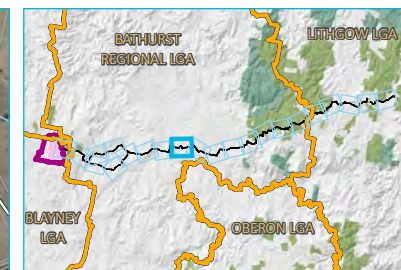 BATHURST
REGIONAL LGA
LITHGOW LGA
BLAYNEY
LGA
OBERON LGA